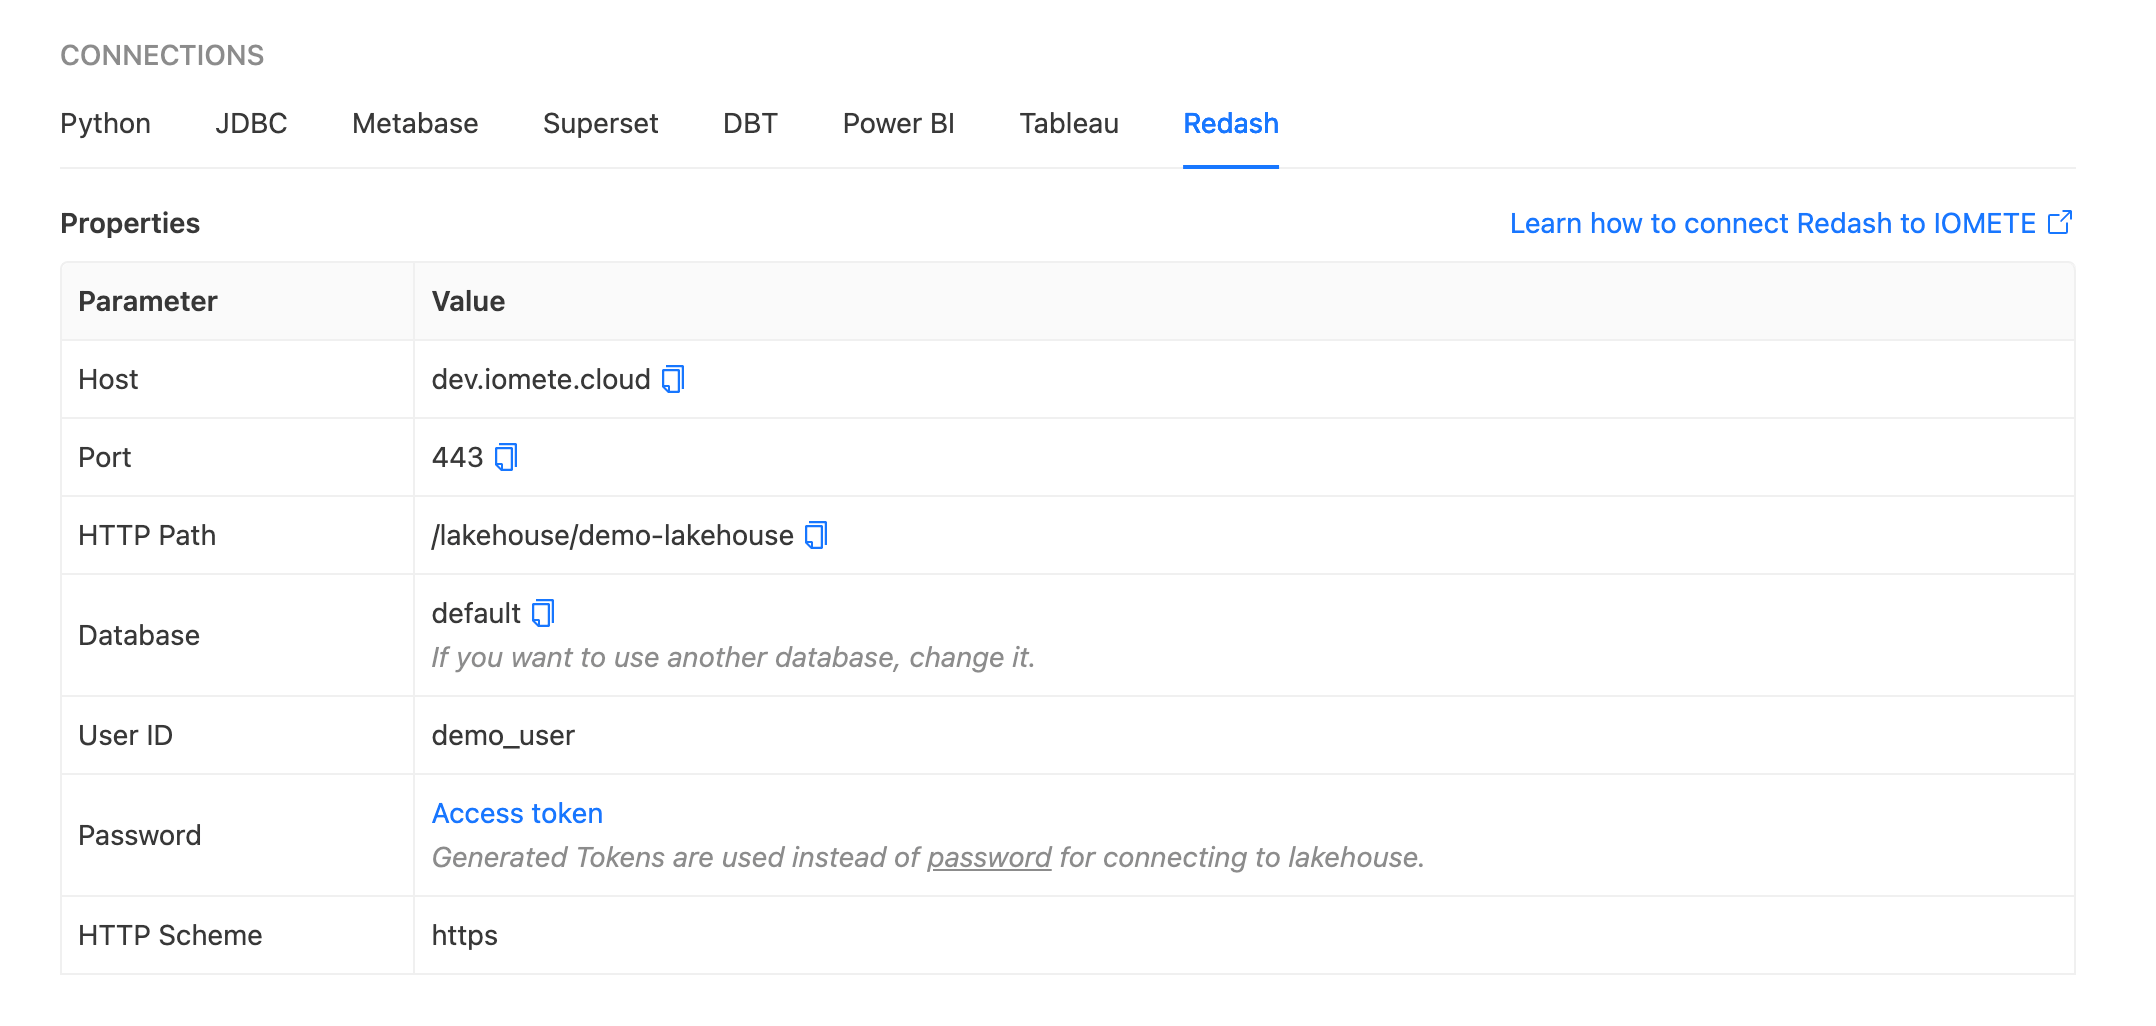 CONNECTIONS
Python JDBC Metabase Superset DBT Power BI Tableau Redash
Properties Learn how to connect Redash to IOMETE
Parameter Value
Host dev.iomete.cloud
Port 443
HTTP Path /lakehouse/demo-lakehouse
Database default
If you want to use another database, change it.
User ID demo_user
Password Access token
Generated Tokens are used instead of password for connecting to lakehouse.
HTTP Scheme https